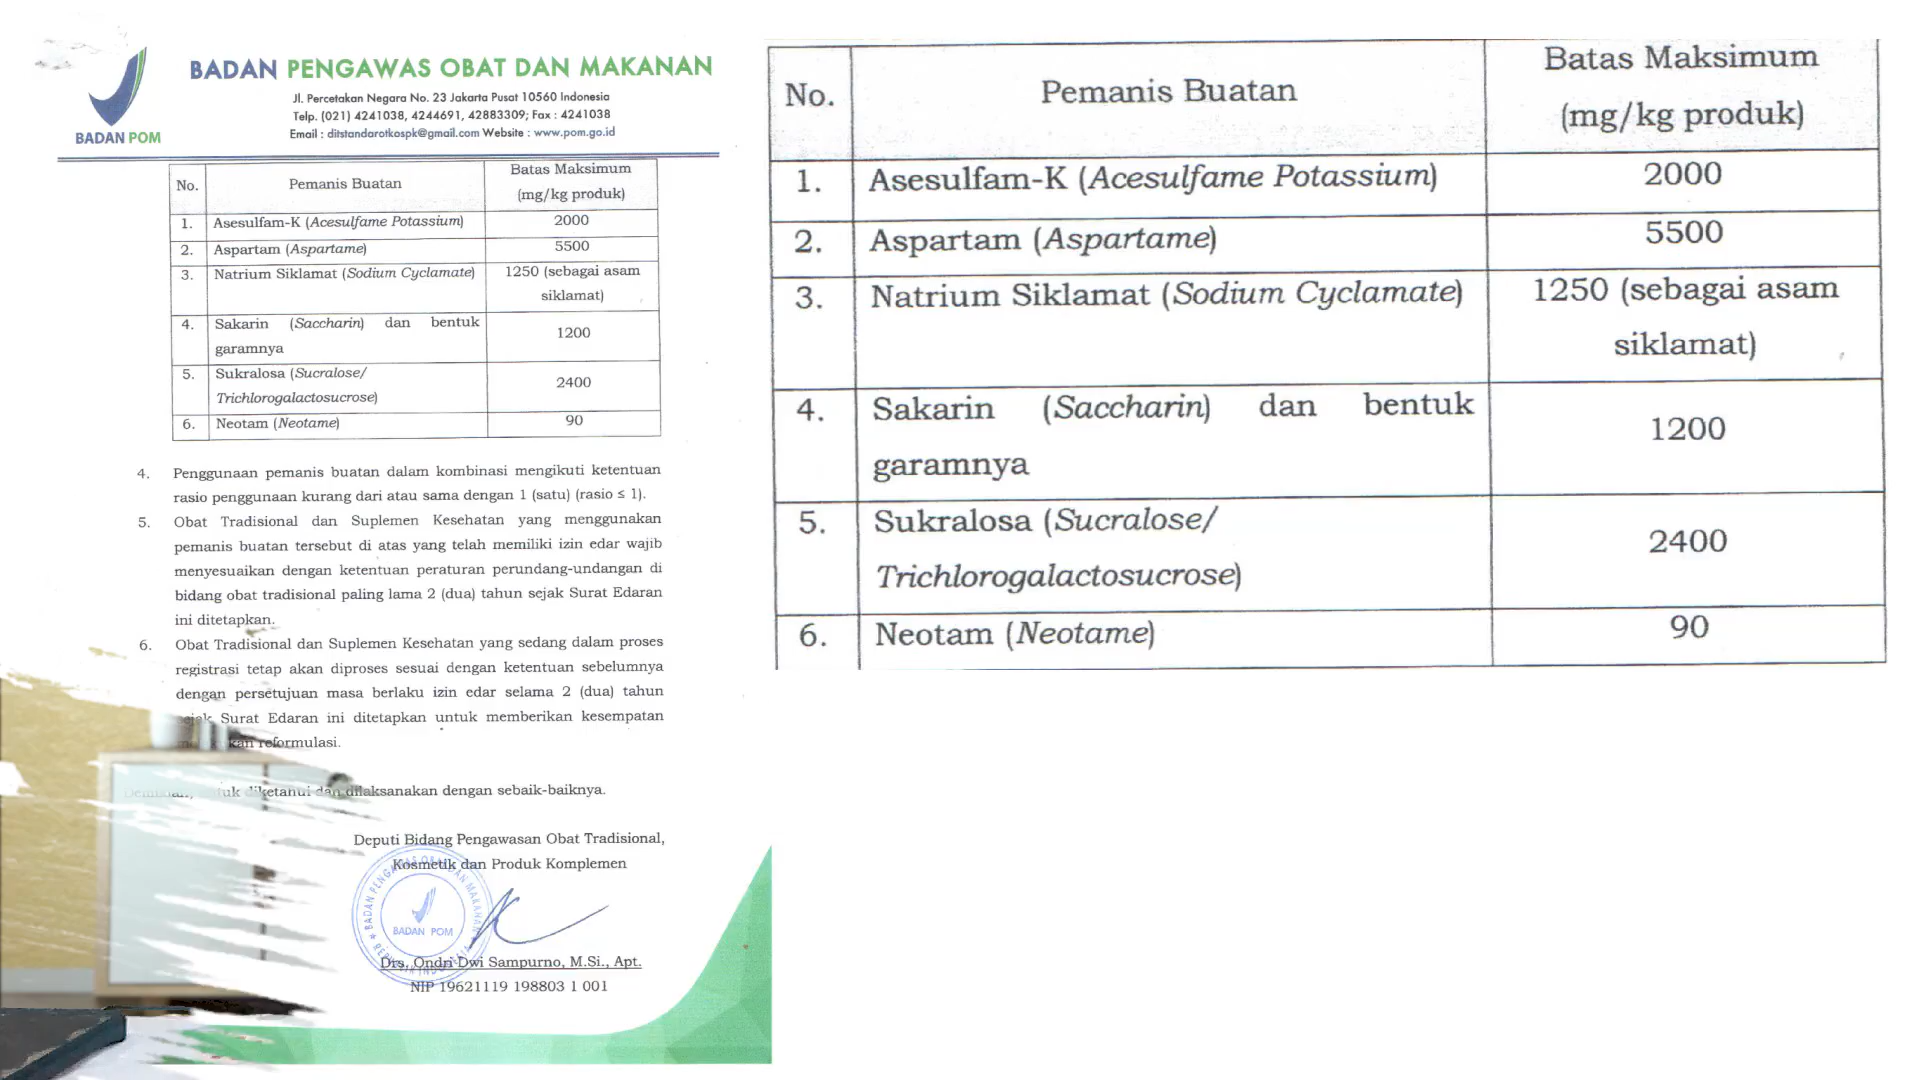 BADAN PENGAWAS OBAT DAN MAKANAN
Jl. Percetakan Negara No. 23 Jakarta Pusat 10560 Indonesia
Telp. (021) 4241038, 4244691, 42883309; Fax : 4241038
Email : ditstandarotkospk@gmail.com Website : www.pom.go.id
BADAN POM
No. Pemanis Buatan Batas Maksimum
(mg/kg produk)
1. Asesulfam-K (Acesulfame Potassium) 2000
2. Aspartam (Aspartame) 5500
3. Natrium Siklamat (Sodium Cyclamate) 1250 (sebagai asam
siklamat)
4. Sakarin (Saccharin) dan bentuk
garamnya 1200
5. Sukralosa (Sucralose/
Trichlorogalactosucrose) 2400
6. Neotam (Neotame) 90
4. Penggunaan pemanis buatan dalam kombinasi mengikuti ketentuan
rasio penggunaan kurang dari atau sama dengan 1 (satu) (rasio ≤ 1).
5. Obat Tradisional dan Suplemen Kesehatan yang menggunakan
pemanis buatan tersebut di atas yang telah memiliki izin edar wajib
menyesuaikan dengan ketentuan peraturan perundang-undangan di
bidang obat tradisional paling lama 2 (dua) tahun sejak Surat Edaran
ini ditetapkan.
6. Obat Tradisional dan Suplemen Kesehatan yang sedang dalam proses
registrasi tetap akan diproses sesuai dengan ketentuan sebelumnya
dengan persetujuan masa berlaku izin edar selama 2 (dua) tahun
sejak Surat Edaran ini ditetapkan untuk memberikan kesempatan
reformulasi.
diketahui dan dilaksanakan dengan sebaik-baiknya.
Deputi Bidang Pengawasan Obat Tradisional,
Kosmetik dan Produk Komplemen
BADAN PENGAWAS OBAT DAN MAKANAN
BADAN POM
REPUBLIK INDONESIA
Drs. Ondri Dwi Sampurno, M.Si., Apt.
NIP 19621119 198803 1 001
No. Pemanis Buatan Batas Maksimum
(mg/kg produk)
1. Asesulfam-K (Acesulfame Potassium) 2000
2. Aspartam (Aspartame) 5500
3. Natrium Siklamat (Sodium Cyclamate) 1250 (sebagai asam
siklamat)
4. Sakarin (Saccharin) dan bentuk
garamnya 1200
5. Sukralosa (Sucralose/
Trichlorogalactosucrose) 2400
6. Neotam (Neotame) 90